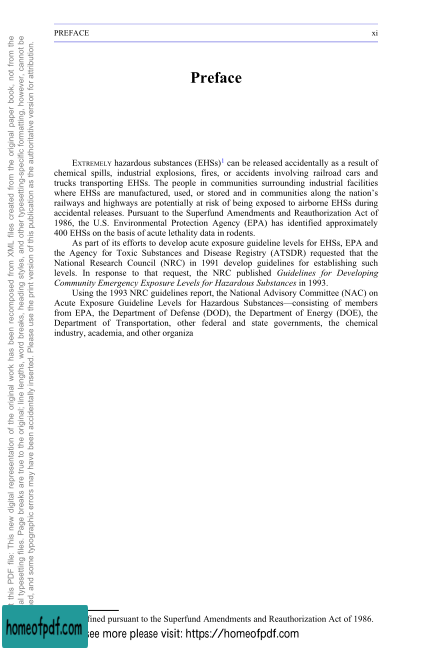 PREFACE xi
Preface
EXTREMELY hazardous substances (EHSs)1 can be released accidentally as a result of
chemical spills, industrial explosions, fires, or accidents involving railroad cars and
trucks transporting EHSs. The people in communities surrounding industrial facilities
where EHSs are manufactured, used, or stored and in communities along the nation's
railways and highways are potentially at risk of being exposed to airborne EHSs during
accidental releases. Pursuant to the Superfund Amendments and Reauthorization Act of
1986, the U.S. Environmental Protection Agency (EPA) has identified approximately
400 EHSs on the basis of acute lethality data in rodents.
As part of its efforts to develop acute exposure guideline levels for EHSs, EPA and
the Agency for Toxic Substances and Disease Registry (ATSDR) requested that the
National Research Council (NRC) in 1991 develop guidelines for establishing such
levels. In response to that request, the NRC published Guidelines for Developing
Community Emergency Exposure Levels for Hazardous Substances in 1993.
Using the 1993 NRC guidelines report, the National Advisory Committee (NAC) on
Acute Exposure Guideline Levels for Hazardous Substances—consisting of members
from EPA, the Department of Defense (DOD), the Department of Energy (DOE), the
Department of Transportation, other federal and state governments, the chemical
industry, academia, and other organiza
fined pursuant to the Superfund Amendments and Reauthorization Act of 1986.
homeofpdf.com
see more please visit: https://homeofpdf.com
t this PDF file: This new digital representation of the original work has been recomposed from XML files created from the original paper book, not from the
al typesetting files. Page breaks are true to the original; line lengths, word breaks, heading styles, and other typesetting-specific formatting, however, cannot be
ed, and some typographic errors may have been accidentally inserted. Please use the print version of this publication as the authoritative version for attribution.